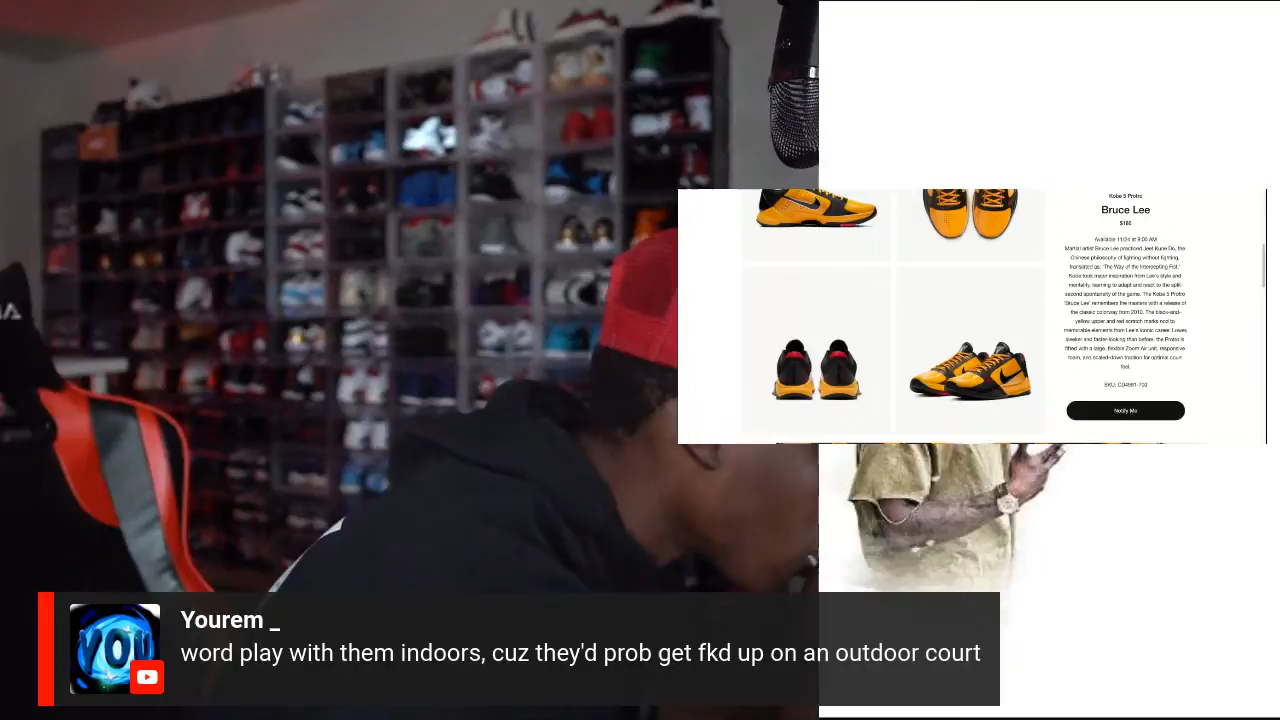 Kobe 5 Protro
Bruce Lee
$180
Available 11/24 at 9:00 AM
Martial artist Bruce Lee practiced Jeet Kune Do, the
Chinese philosophy of fighting without fighting,
translated as: 'The Way of the Intercepting Fist.'
Kobe took major inspiration from Lee's style and
mentality, learning to adapt and react to the split-
second spontaneity of the game. The Kobe 5 Protro
'Bruce Lee' remembers the masters with a release of
the classic colorway from 2010. The black-and-
yellow upper and red scratch marks nod to
memorable elements from Lee's iconic career. Lower,
sleeker and faster-looking than before, the Protro is
fitted with a large, flexible Zoom Air unit, responsive
foam, and scaled-down traction for optimal court
feel.
SKU: CD4991-700
Notify Me
YOU
Yourem _
word play with them indoors, cuz they'd prob get fkd up on an outdoor court